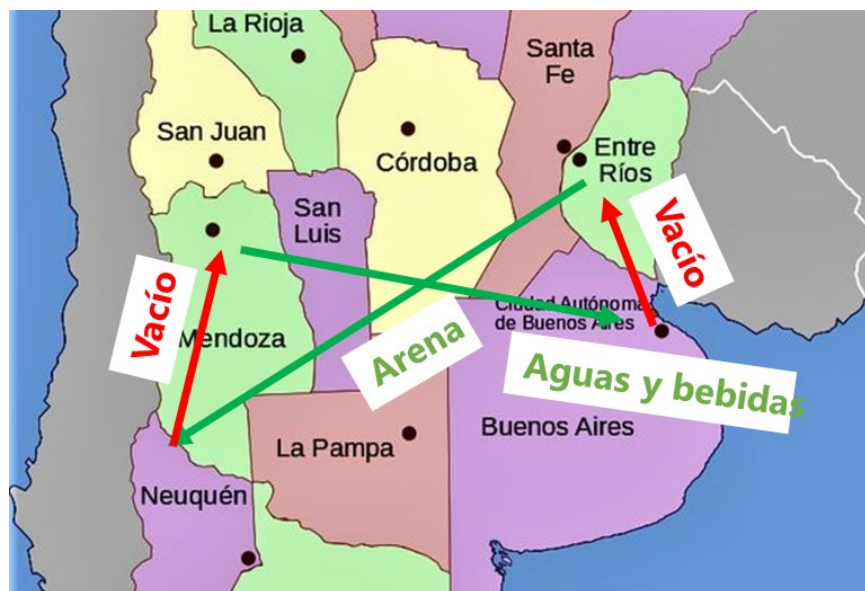 La Rioja
Santa
Fe
San Juan
Córdoba
Entre
Ríos
San
Luis
Vacío
Vacío
Mendoza
Arena
Ciudad Autónoma
de Buenos Aires
Aguas y bebidas
Buenos Aires
La Pampa
Neuquén